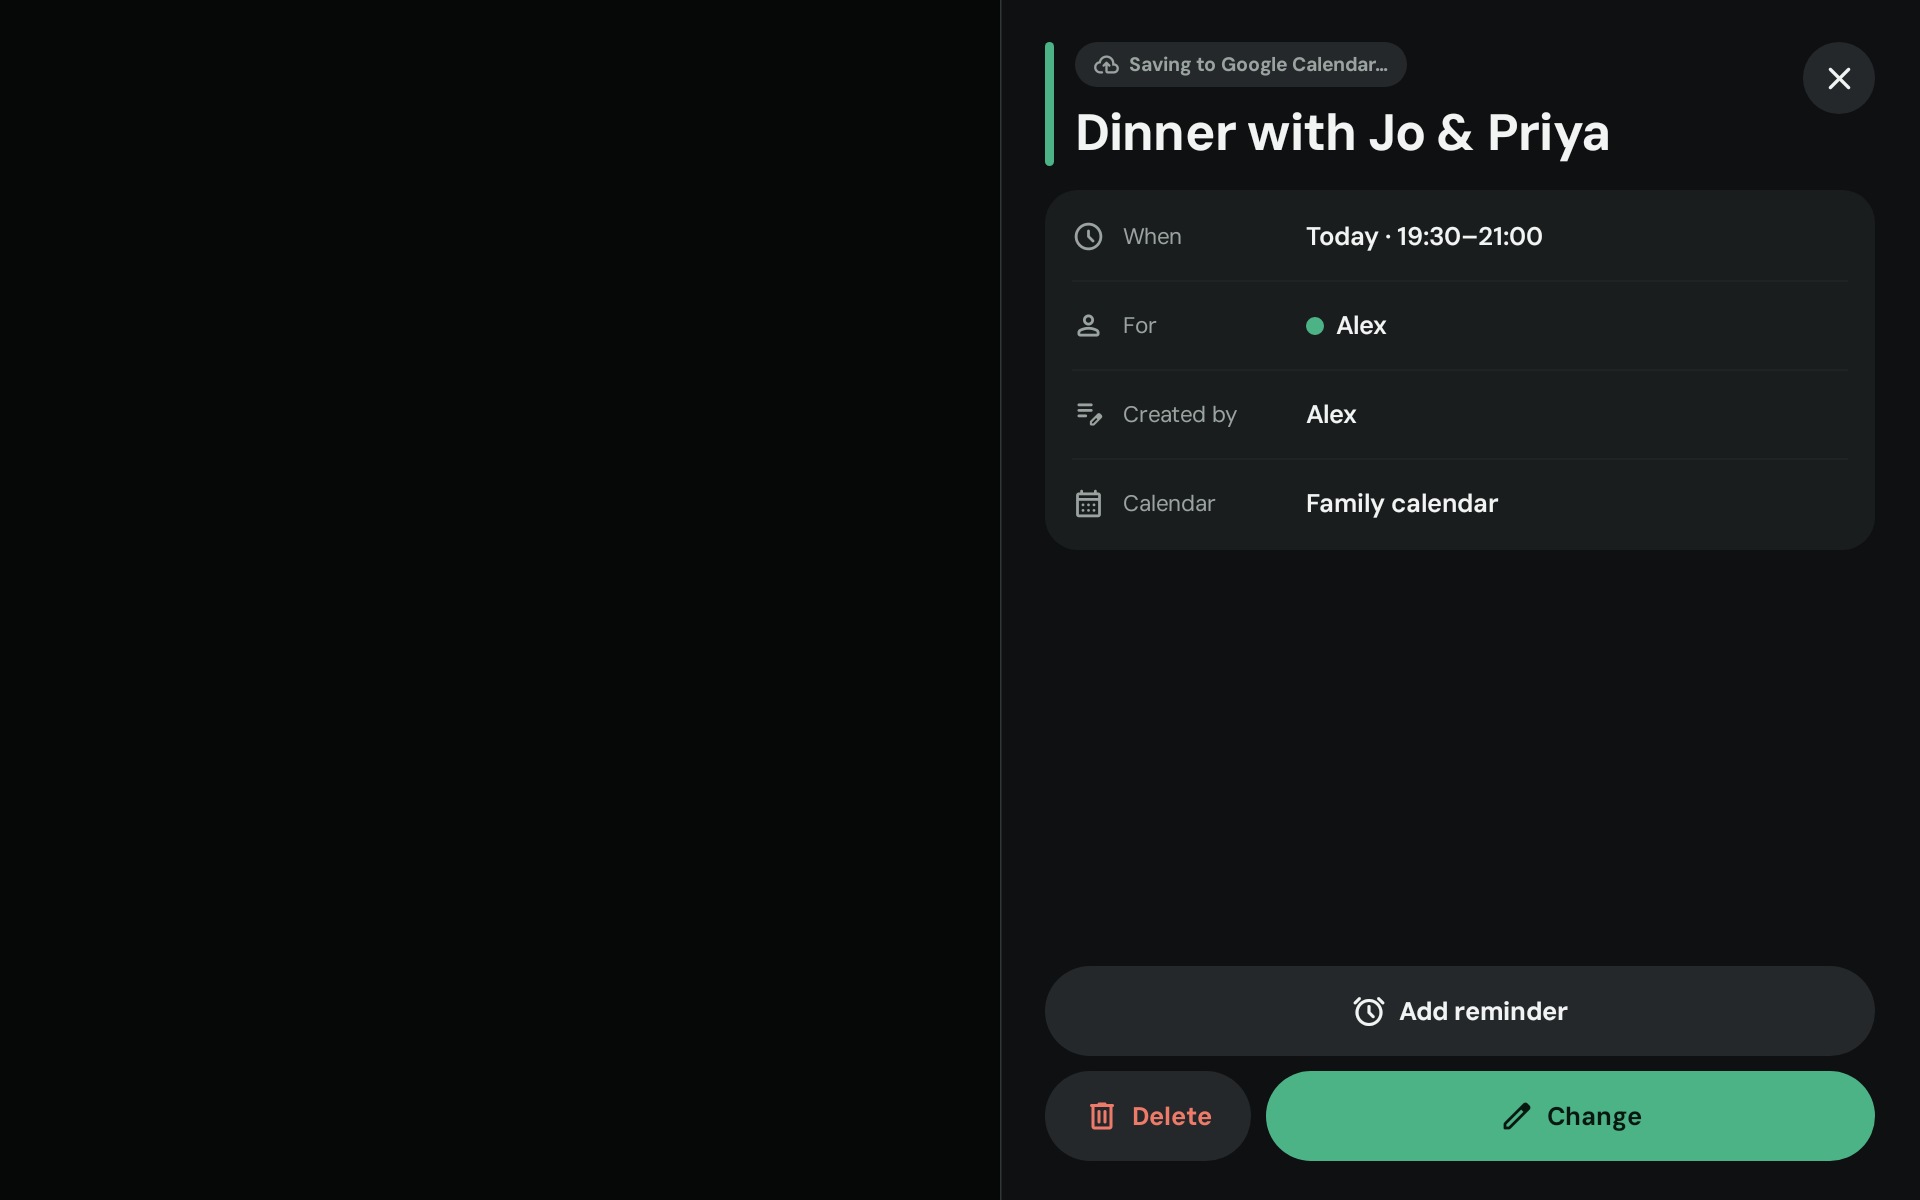 Saving to Google Calendar…
Dinner with Jo & Priya
When Today · 19:30–21:00
For Alex
Created by Alex
Calendar Family calendar
Add reminder
Delete Change